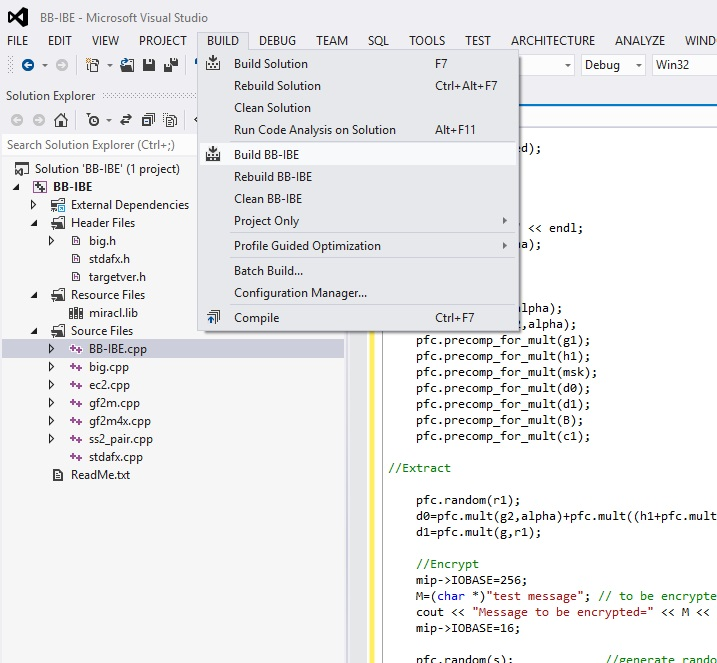 BB-IBE - Microsoft Visual Studio
FILE EDIT VIEW PROJECT BUILD DEBUG TEAM SQL TOOLS TEST ARCHITECTURE ANALYZE WIND
Debug Win32
Solution Explorer
Search Solution Explorer (Ctrl+;)
Solution 'BB-IBE' (1 project)
BB-IBE
External Dependencies
Header Files
big.h
stdafx.h
targetver.h
Resource Files
miracl.lib
Source Files
BB-IBE.cpp
big.cpp
ec2.cpp
gf2m.cpp
gf2m4x.cpp
ss2_pair.cpp
stdafx.cpp
ReadMe.txt
Build Solution F7
Rebuild Solution Ctrl+Alt+F7
Clean Solution
Run Code Analysis on Solution Alt+F11
Build BB-IBE
Rebuild BB-IBE
Clean BB-IBE
Project Only
Profile Guided Optimization
Batch Build...
Configuration Manager...
Compile Ctrl+F7
ed);
" << endl;
na);
alpha);
2,alpha);
pfc.precomp_for_mult(g1);
pfc.precomp_for_mult(h1);
pfc.precomp_for_mult(msk);
pfc.precomp_for_mult(d0);
pfc.precomp_for_mult(d1);
pfc.precomp_for_mult(B);
pfc.precomp_for_mult(c1);
//Extract
pfc.random(r1);
d0=pfc.mult(g2,alpha)+pfc.mult((h1+pfc.mult
d1=pfc.mult(g,r1);
//Encrypt
mip->IOBASE=256;
M=(char *)"test message"; // to be encrypte
cout << "Message to be encrypted=" << M <<
mip->IOBASE=16;
pfc.random(s); //generate rando